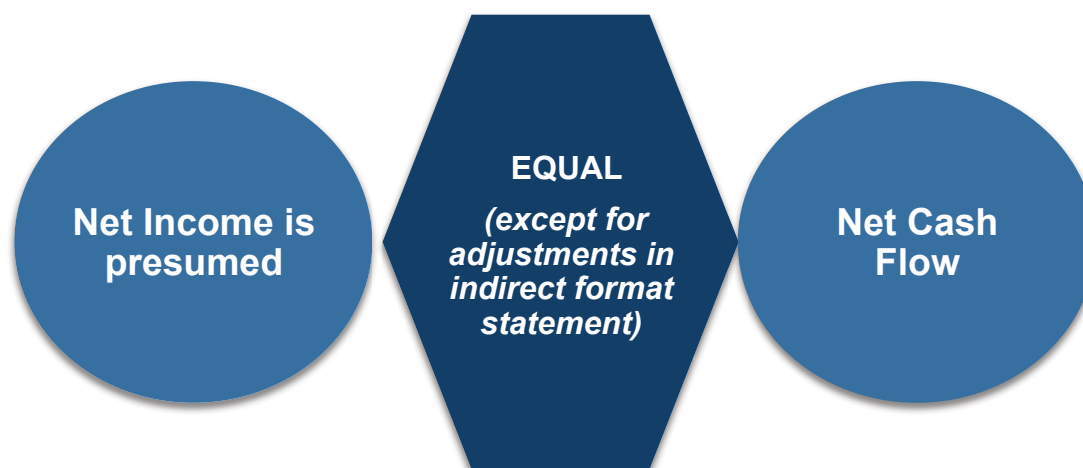 Net Income is
presumed
EQUAL
(except for
adjustments in
indirect format
statement)
Net Cash
Flow